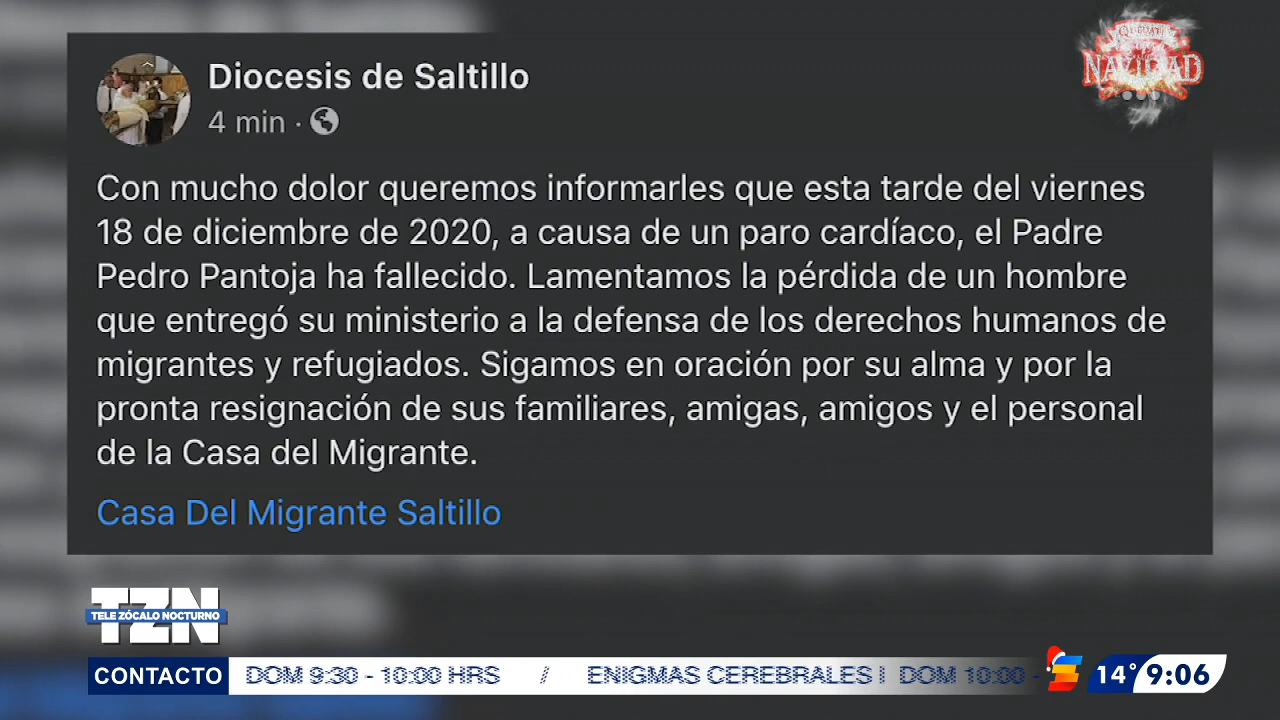 Diocesis de Saltillo
4 min ·
NAVIDAD
Con mucho dolor queremos informarles que esta tarde del viernes
18 de diciembre de 2020, a causa de un paro cardíaco, el Padre
Pedro Pantoja ha fallecido. Lamentamos la pérdida de un hombre
que entregó su ministerio a la defensa de los derechos humanos de
migrantes y refugiados. Sigamos en oración por su alma y por la
pronta resignación de sus familiares, amigas, amigos y el personal
de la Casa del Migrante.
Casa Del Migrante Saltillo
TZN
TELE ZÓCALO NOCTURNO
CONTACTO DOM 9:3 - 10:00 HRS / ENIGMAS CEREBRALES | DOM 10:00 - 14° 9:06